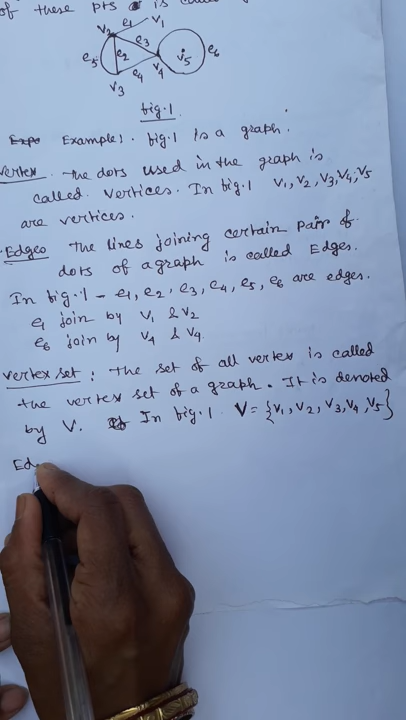 of these pts is called
e1 v1
v2 e3
e5 e2 e6
e4 v4 v5
v3
fig.1
Example: fig.1 is a graph.
Vertex The dots used in the graph is
called vertices. In fig.1 v1, v2, v3, v4, v5
are vertices.
Edges The lines joining certain pair of
dots of a graph is called Edges.
In fig.1 - e1, e2, e3, e4, e5, e6 are edges.
e1 join by v1 & v2
e6 join by v4 & v4.
vertex set : The set of all vertex is called
the vertex set of a graph. It is denoted
by V. In fig.1. V = {v1, v2, v3, v4, v5}
Ed